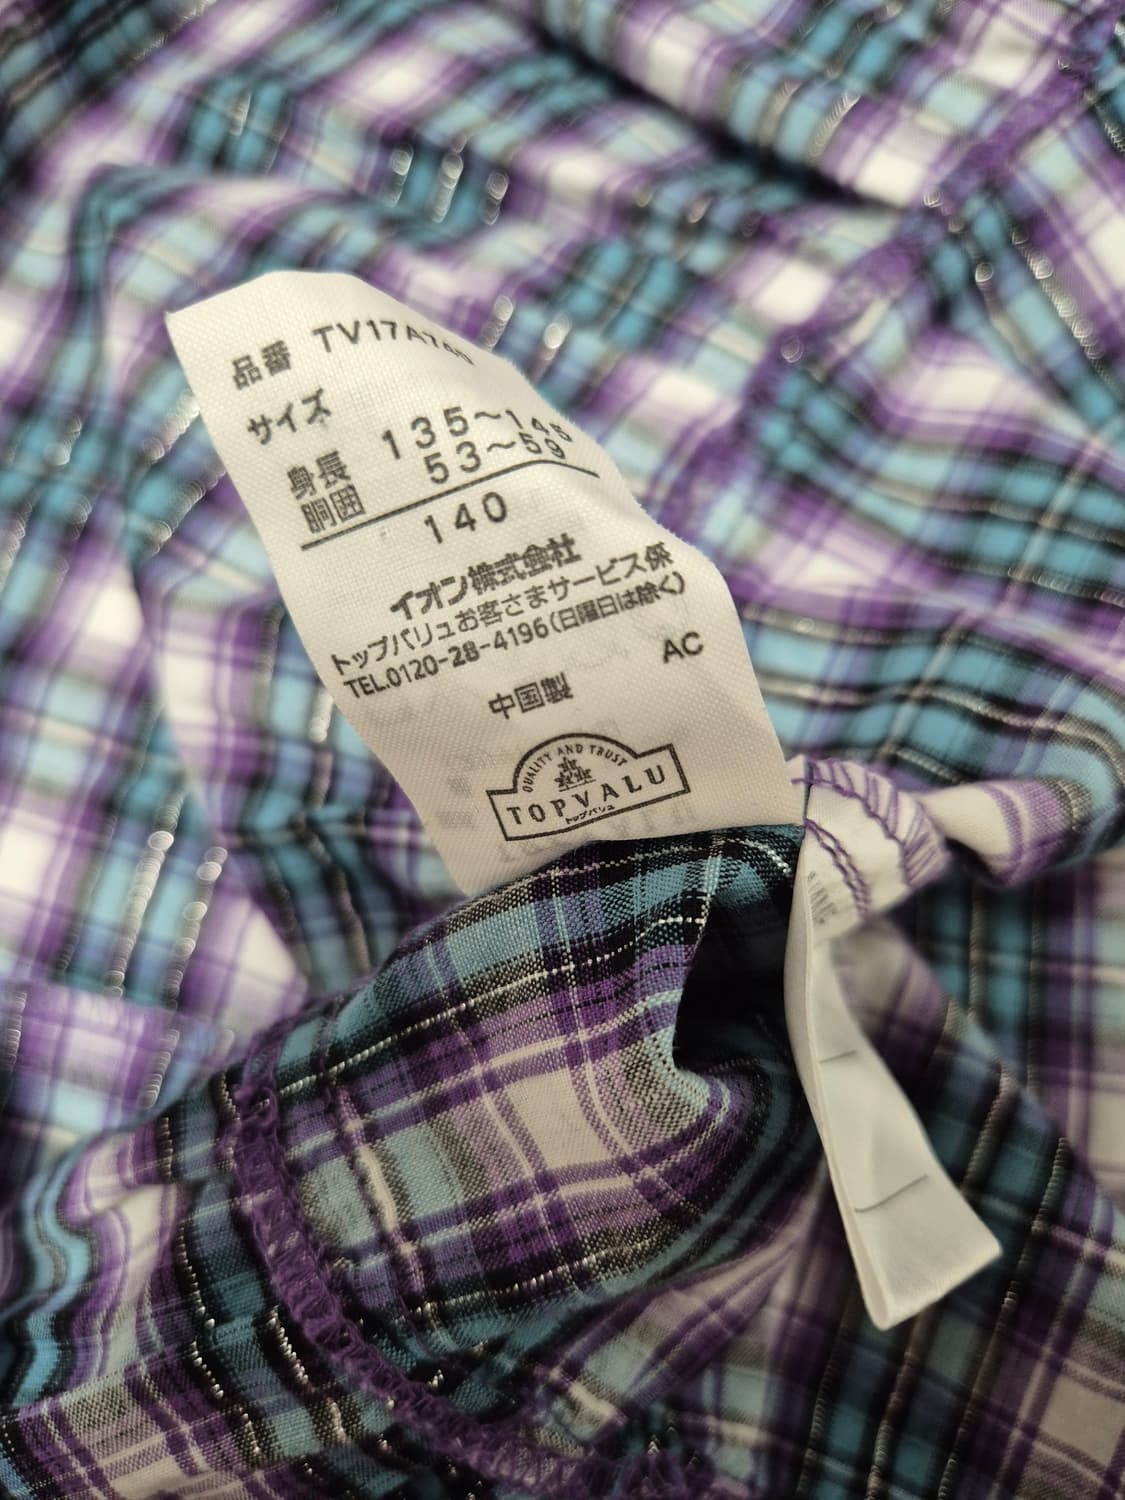 品番 TV17A740
サイズ
身長 135~145
胴囲 53~59
140
イオン株式会社
トップバリュお客さまサービス係
TEL.0120-28-4196(日曜日は除く)
AC
中国製
QUALITY AND TRUST
TOPVALU
トップバリュ